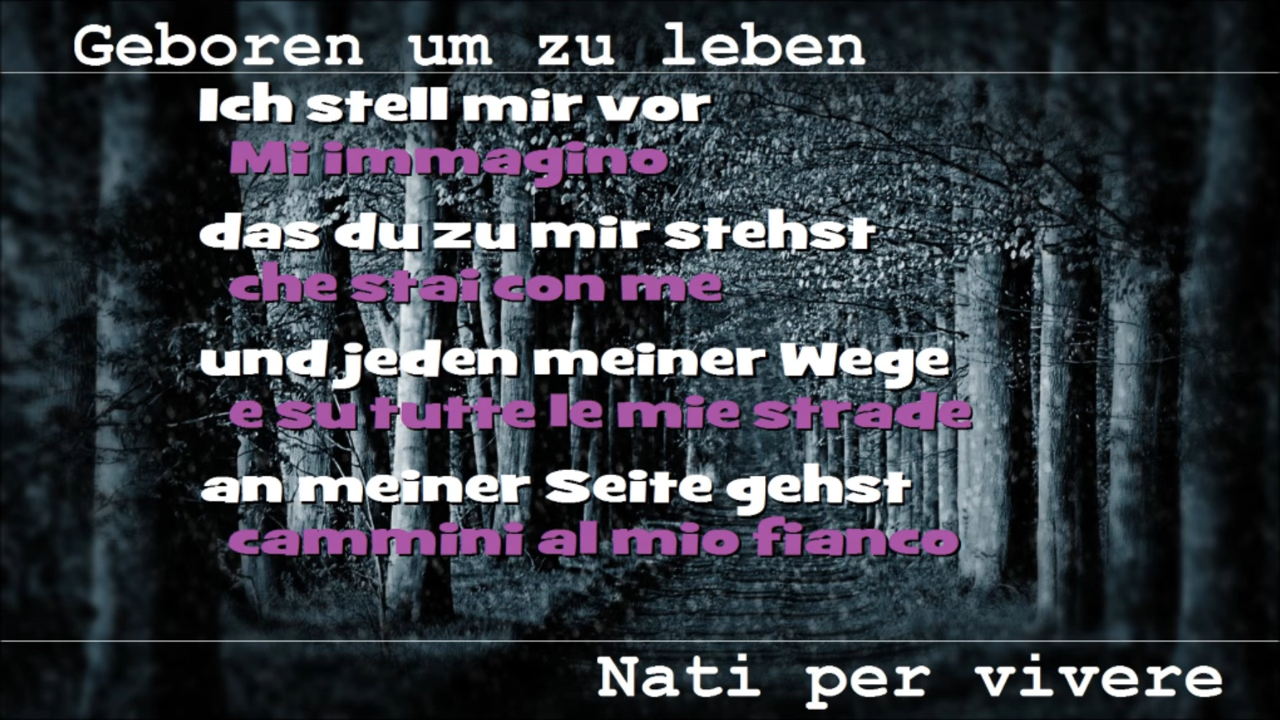 Geboren um zu leben
Ich stell mir vor
Mi immagino
das du zu mir stehst
che stai con me
und jeden meiner Wege
e su tutte le mie strade
an meiner Seite gehst
cammini al mio fianco
Nati per vivere